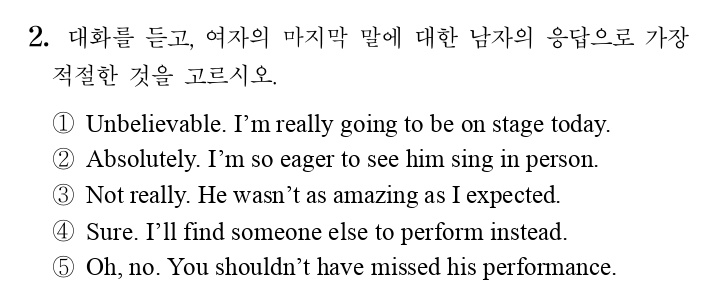 2. 대화를 듣고, 여자의 마지막 말에 대한 남자의 응답으로 가장
적절한 것을 고르시오.
① Unbelievable. I’m really going to be on stage today.
② Absolutely. I’m so eager to see him sing in person.
③ Not really. He wasn’t as amazing as I expected.
④ Sure. I’ll find someone else to perform instead.
⑤ Oh, no. You shouldn’t have missed his performance.